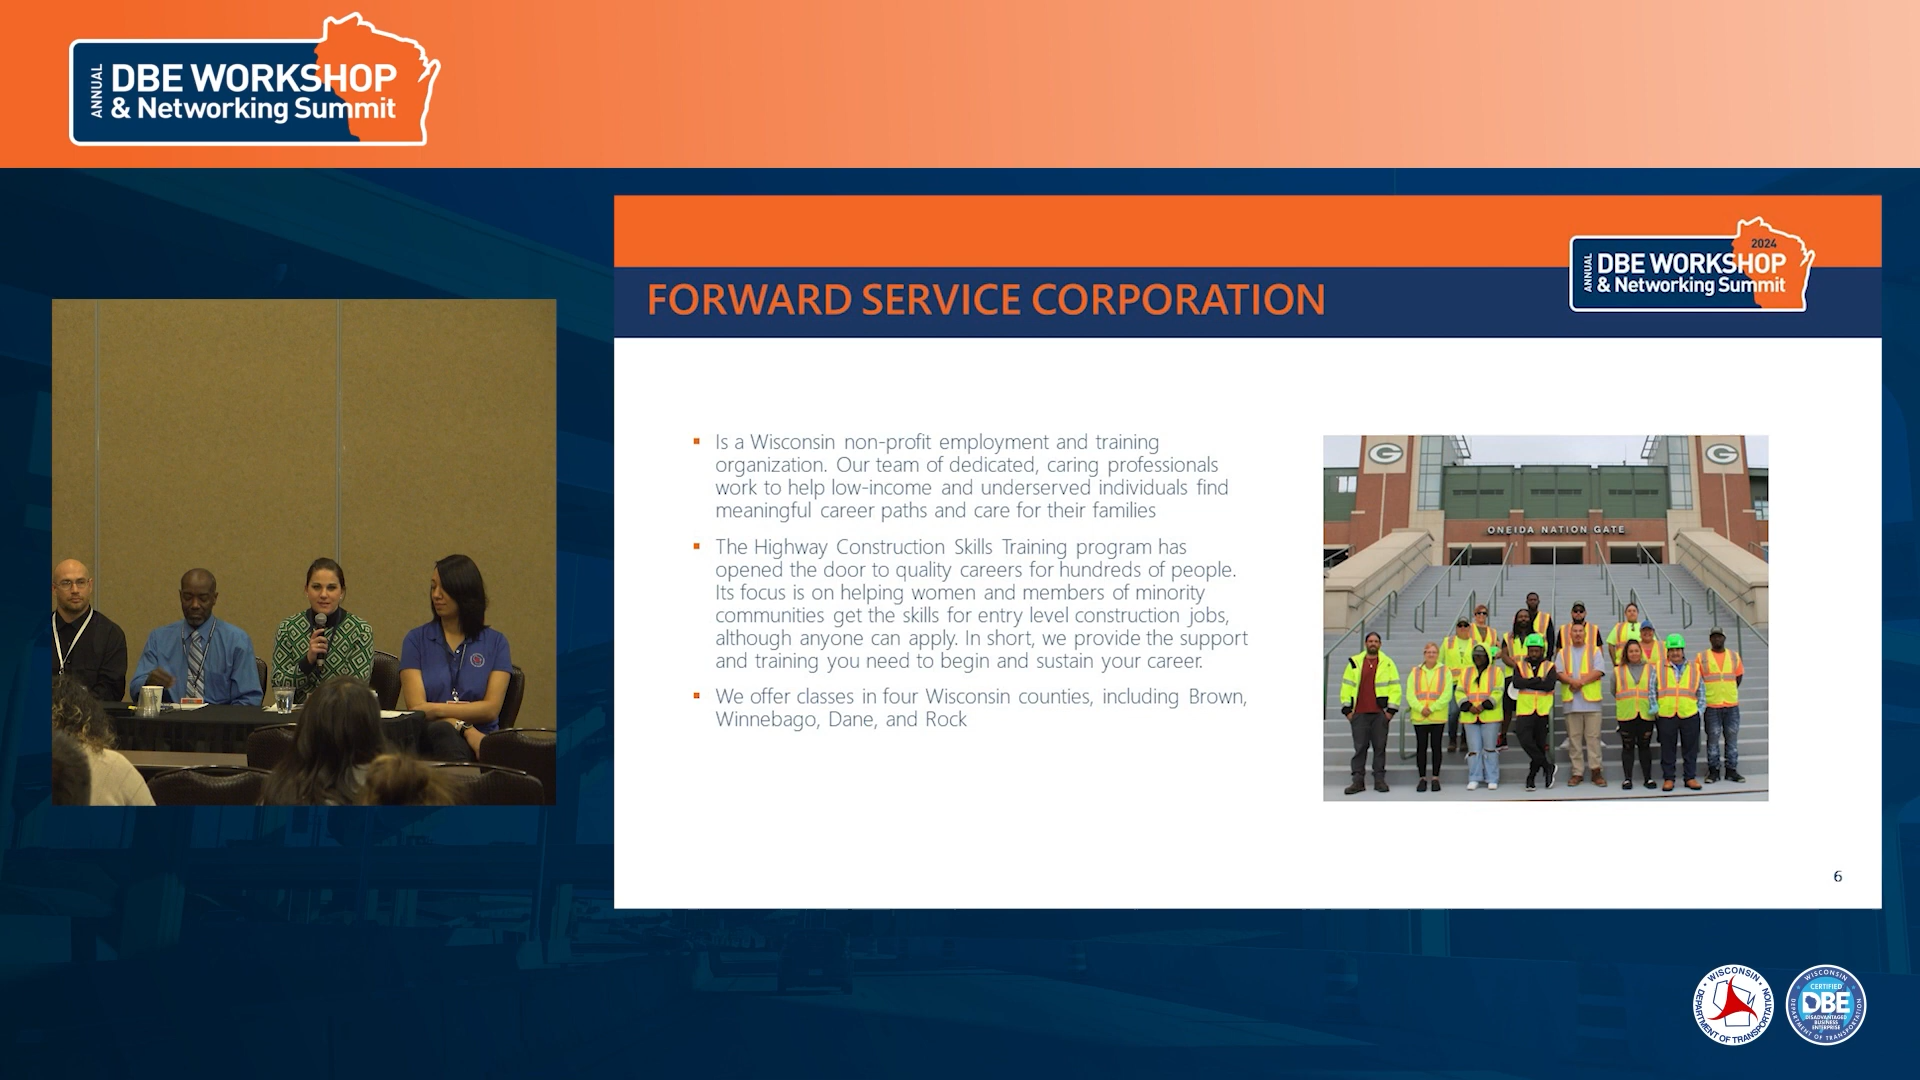 ANNUAL
DBE WORKSHOP
& Networking Summit
2024
ANNUAL
DBE WORKSHOP
& Networking Summit
FORWARD SERVICE CORPORATION
▪ Is a Wisconsin non-profit employment and training
organization. Our team of dedicated, caring professionals
work to help low-income and underserved individuals find
meaningful career paths and care for their families
▪ The Highway Construction Skills Training program has
opened the door to quality careers for hundreds of people.
Its focus is on helping women and members of minority
communities get the skills for entry level construction jobs,
although anyone can apply. In short, we provide the support
and training you need to begin and sustain your career.
▪ We offer classes in four Wisconsin counties, including Brown,
Winnebago, Dane, and Rock
G
G
ONEIDA NATION GATE
6
WISCONSIN
DEPARTMENT OF TRANSPORTATION
WISCONSIN
CERTIFIED
DBE
DISADVANTAGED
BUSINESS
ENTERPRISE
DEPARTMENT OF TRANSPORTATION